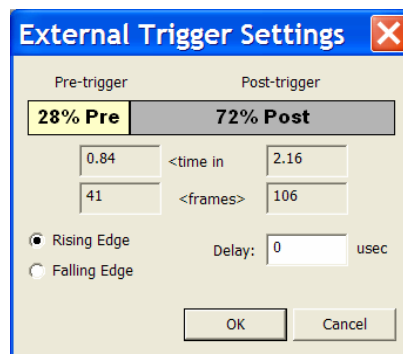 External Trigger Settings
Pre-trigger Post-trigger
28% Pre 72% Post
0.84 <time in 2.16
41 <frames> 106
Rising Edge
Delay: 0 usec
Falling Edge
OK Cancel